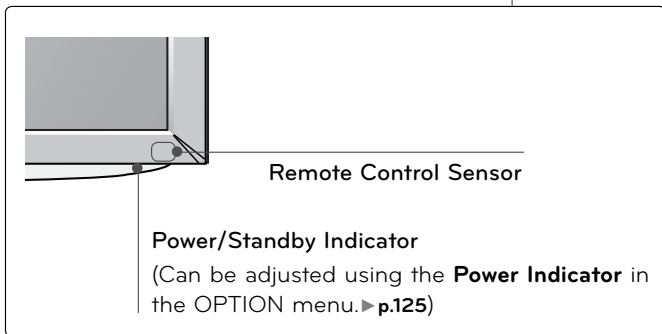 Remote Control Sensor
Power/Standby Indicator
(Can be adjusted using the Power Indicator in
the OPTION menu.►p.125)